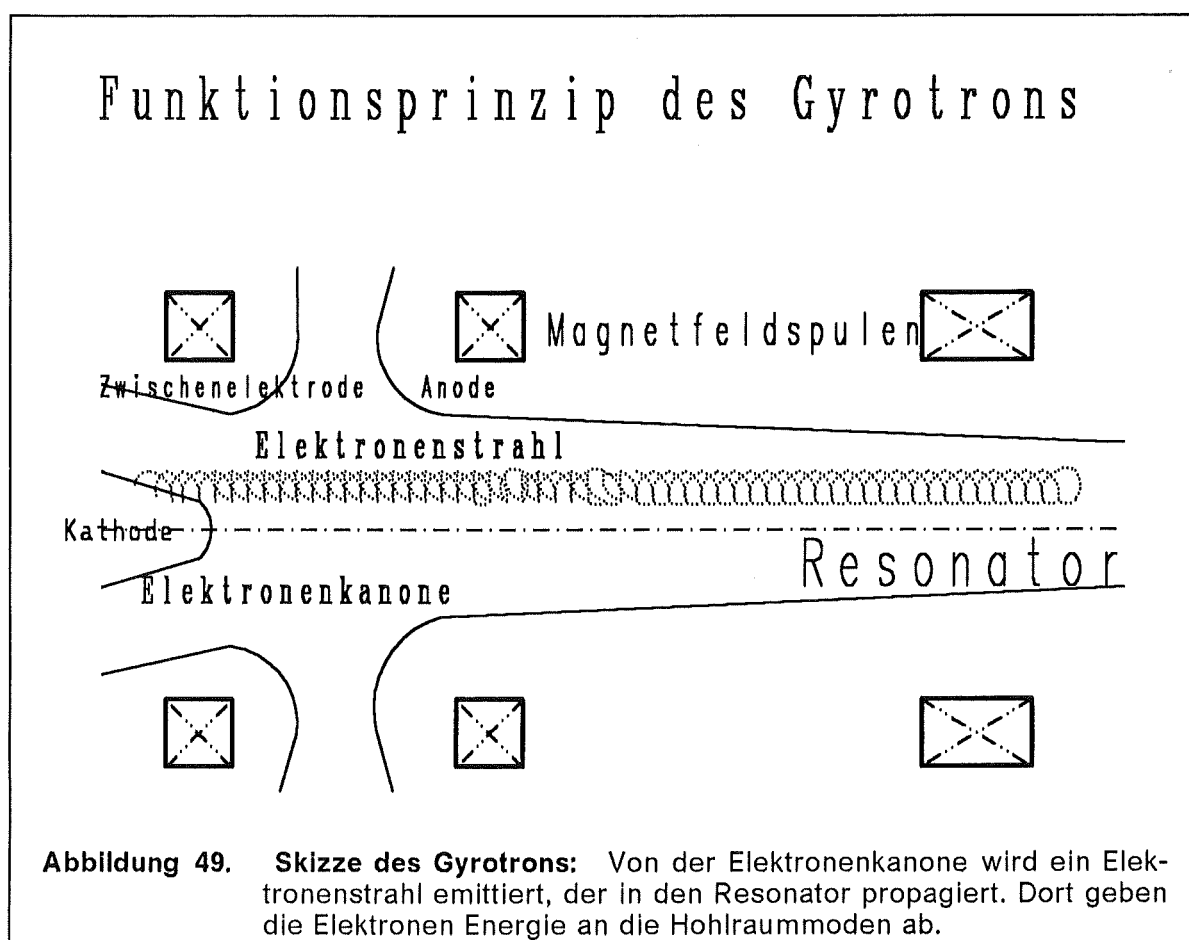 Funktionsprinzip des Gyrotrons
Magnetfeldspulen
Zwischenelektrode
Anode
Elektronenstrahl
Kathode
Resonator
Elektronenkanone
Abbildung 49. Skizze des Gyrotrons: Von der Elektronenkanone wird ein Elek-
tronenstrahl emittiert, der in den Resonator propagiert. Dort geben
die Elektronen Energie an die Hohlraummoden ab.